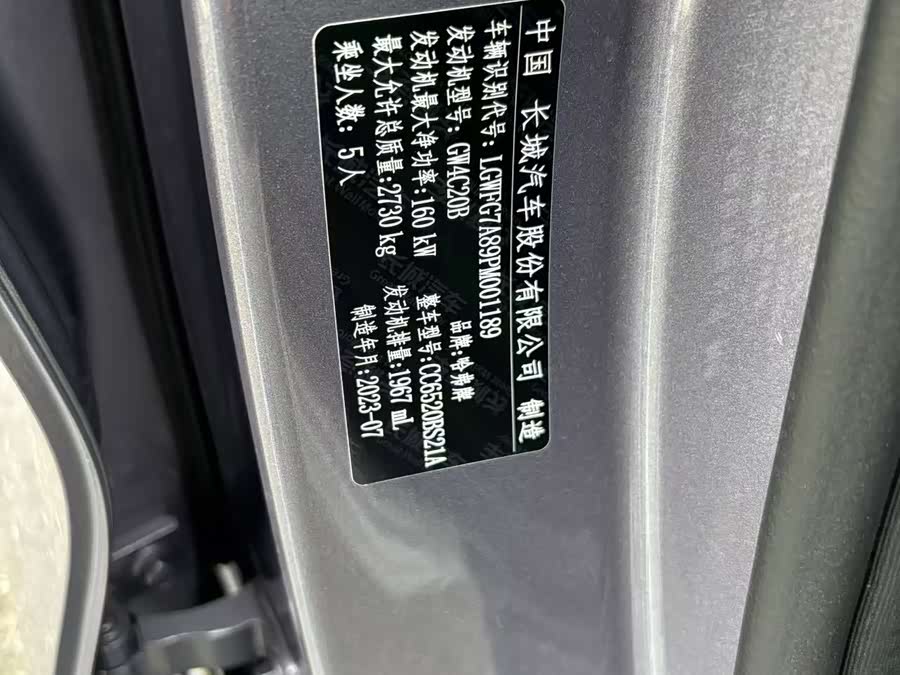 中国 长城汽车股份有限公司 制造
车辆识别代号: LGWFG7A89PM001189
品牌: 哈弗牌
发动机型号: GW4C20B
整车型号: CC6520BS21A
发动机最大净功率: 160 kW
发动机排量: 1967 mL
最大允许总质量: 2730 kg
制造年月: 2023-07
乘坐人数: 5 人